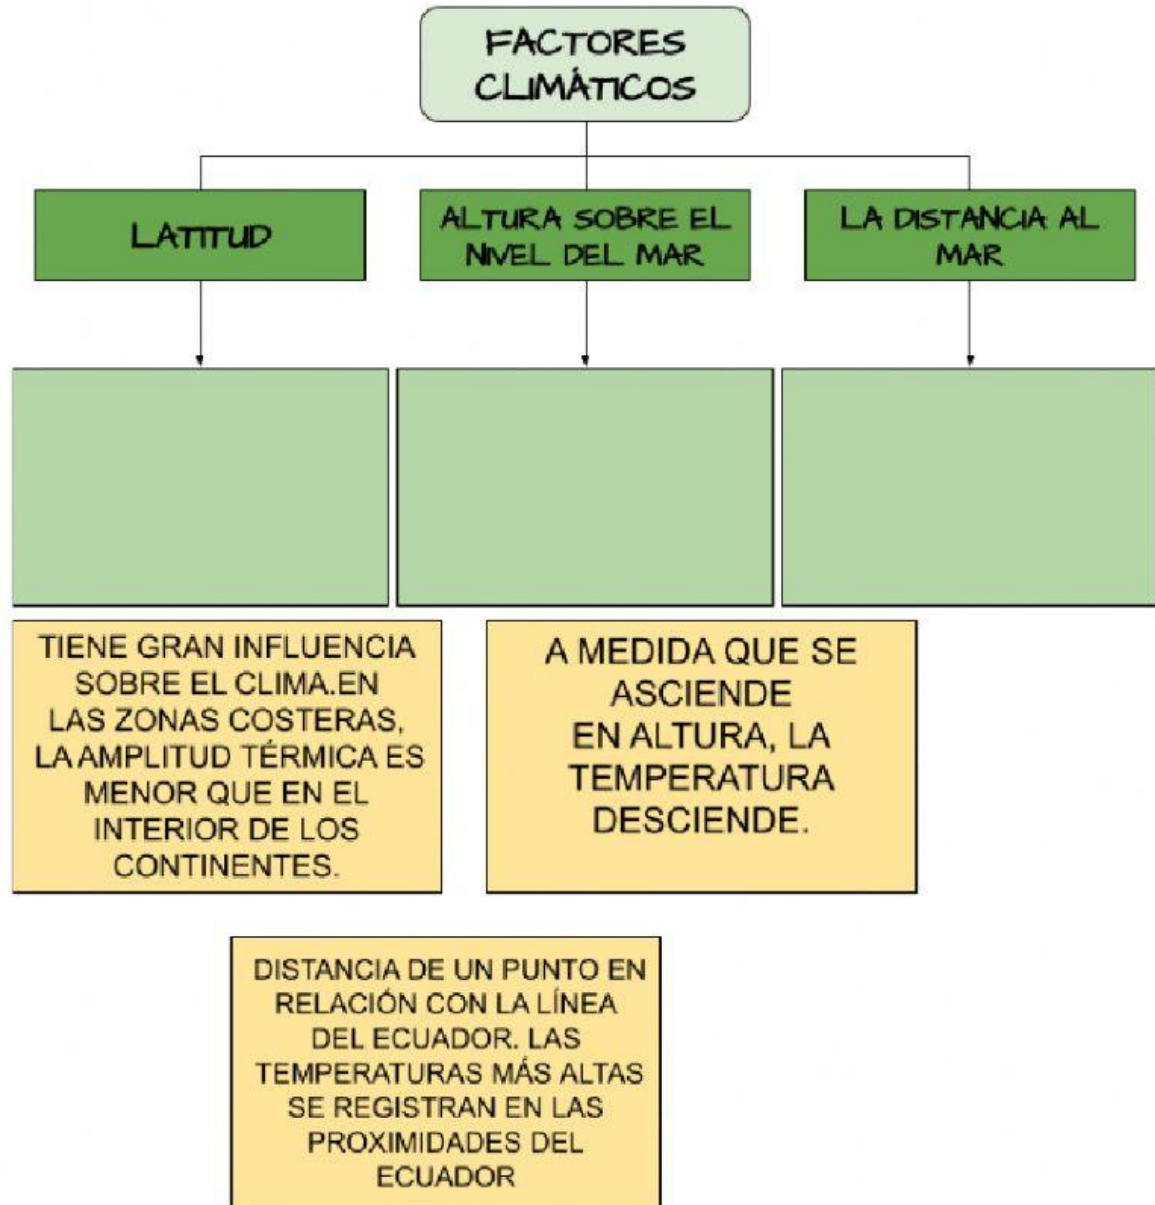 FACTORES
CLIMÁTICOS
LATITUD
ALTURA SOBRE EL
NIVEL DEL MAR
LA DISTANCIA AL
MAR
TIENE GRAN INFLUENCIA
SOBRE EL CLIMA.EN
LAS ZONAS COSTERAS,
LA AMPLITUD TÉRMICA ES
MENOR QUE EN EL
INTERIOR DE LOS
CONTINENTES.
A MEDIDA QUE SE
ASCIENDE
EN ALTURA, LA
TEMPERATURA
DESCIENDE.
DISTANCIA DE UN PUNTO EN
RELACIÓN CON LA LÍNEA
DEL ECUADOR. LAS
TEMPERATURAS MÁS ALTAS
SE REGISTRAN EN LAS
PROXIMIDADES DEL
ECUADOR